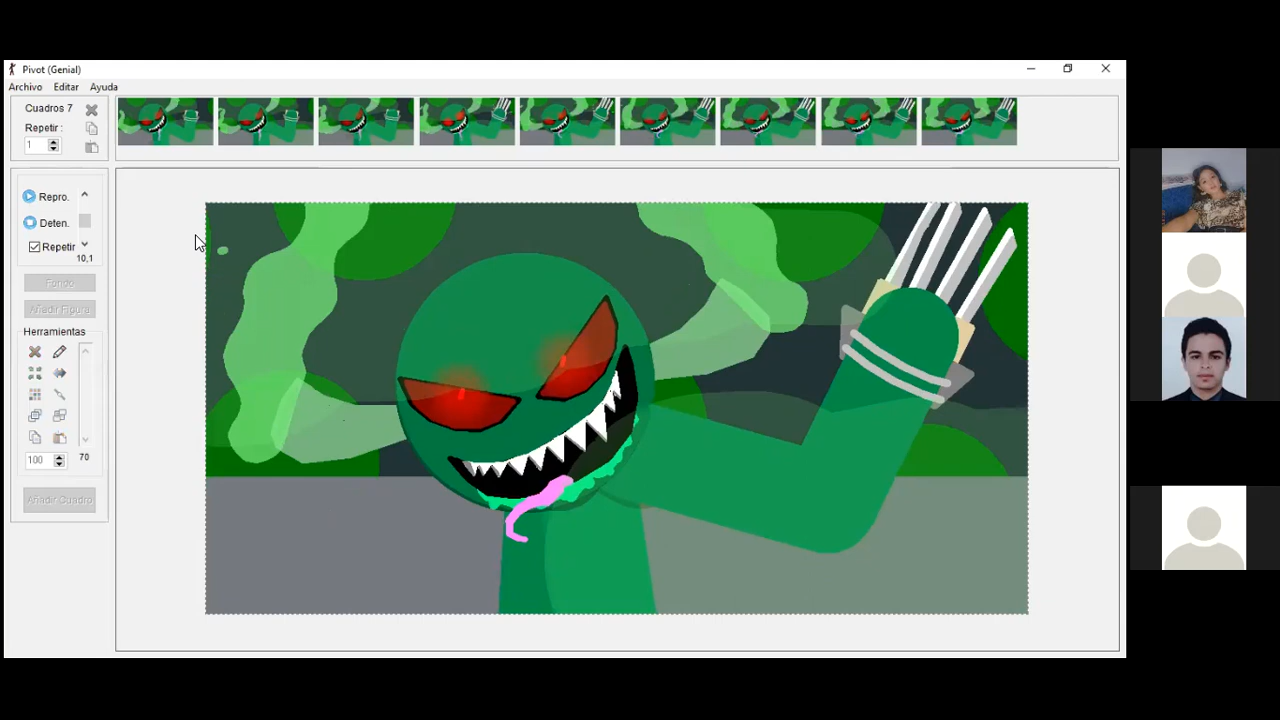 Pivot (Genial)
Archivo Editar Ayuda
Cuadros 7
Repetir :
1
Repro.
Deten.
Repetir
10,1
Fondo
Añadir Figura
Herramientas
100 70
Añadir Cuadro